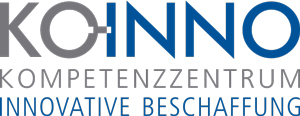 KOINNO
KOMPETENZZENTRUM
INNOVATIVE BESCHAFFUNG